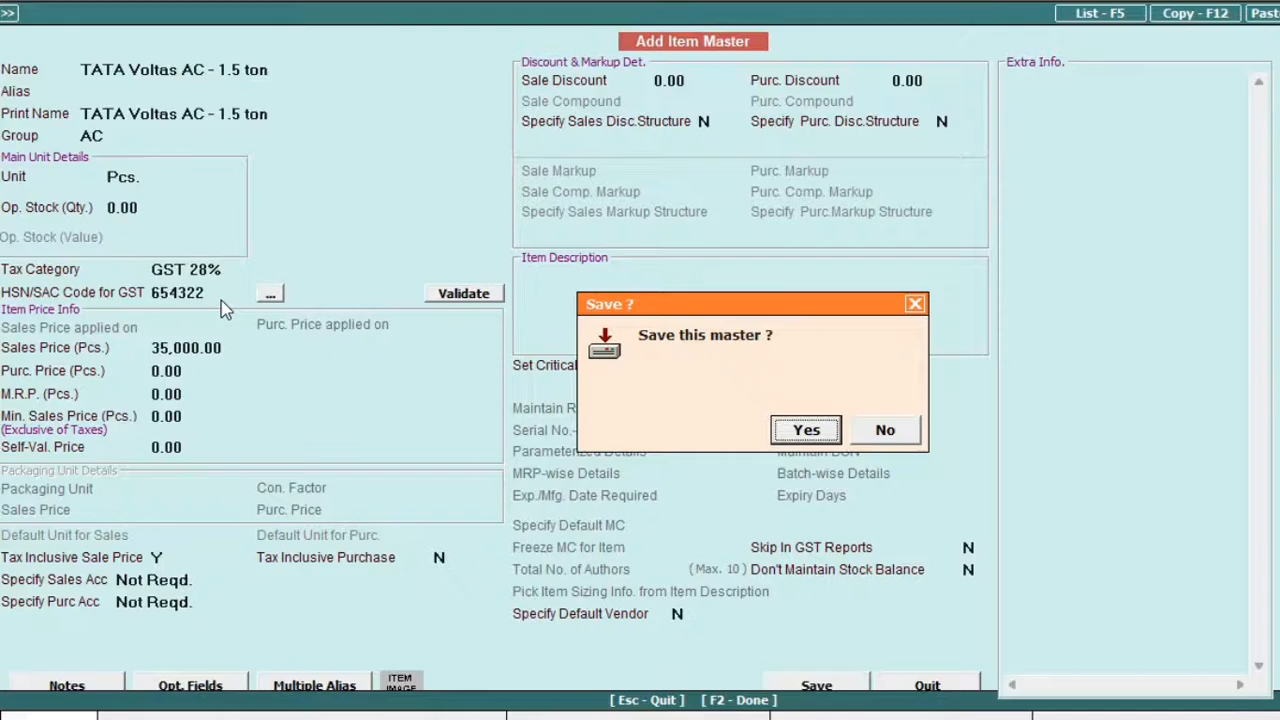 >>
List - F5
Copy - F12
Past
Add Item Master
Name TATA Voltas AC - 1.5 ton
Alias
Print Name TATA Voltas AC - 1.5 ton
Group AC
Main Unit Details
Unit Pcs.
Op. Stock (Qty.) 0.00
Op. Stock (Value)
Tax Category GST 28%
HSN/SAC Code for GST 654322 ... Validate
Item Price Info
Sales Price applied on Purc. Price applied on
Sales Price (Pcs.) 35,000.00
Purc. Price (Pcs.) 0.00
M.R.P. (Pcs.) 0.00
Min. Sales Price (Pcs.) 0.00
(Exclusive of Taxes)
Self-Val. Price 0.00
Packaging Unit Details
Packaging Unit Con. Factor
Sales Price Purc. Price
Default Unit for Sales Default Unit for Purc.
Tax Inclusive Sale Price Y Tax Inclusive Purchase N
Specify Sales Acc Not Reqd.
Specify Purc Acc Not Reqd.
Discount & Markup Det.
Sale Discount 0.00 Purc. Discount 0.00
Sale Compound Purc. Compound
Specify Sales Disc.Structure N Specify Purc. Disc.Structure N
Sale Markup Purc. Markup
Sale Comp. Markup Purc. Comp. Markup
Specify Sales Markup Structure Specify Purc.Markup Structure
Item Description
Save ?
Save this master ?
Yes No
Set Critical
Maintain R
Serial No.-
MRP-wise Details Batch-wise Details
Exp./Mfg. Date Required Expiry Days
Specify Default MC
Freeze MC for Item Skip In GST Reports N
Total No. of Authors (Max. 10) Don't Maintain Stock Balance N
Pick Item Sizing Info. from Item Description
Specify Default Vendor N
Extra Info.
Notes Opt. Fields Multiple Alias ITEM IMAGE Save Quit
[ Esc - Quit ] [ F2 - Done ]